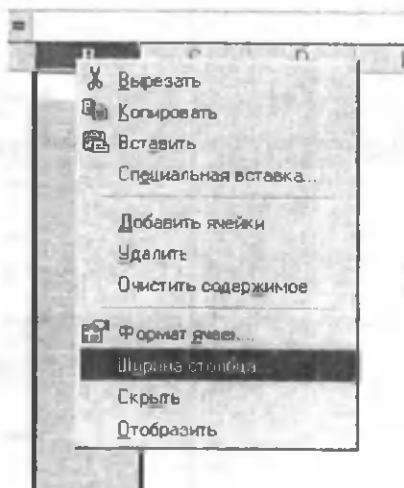 =
C D
Вырезать
Копировать
Вставить
Специальная вставка...
Добавить ячейки
Удалить
Очистить содержимое
Формат ячеек...
Ширина столбца...
Скрыть
Отобразить